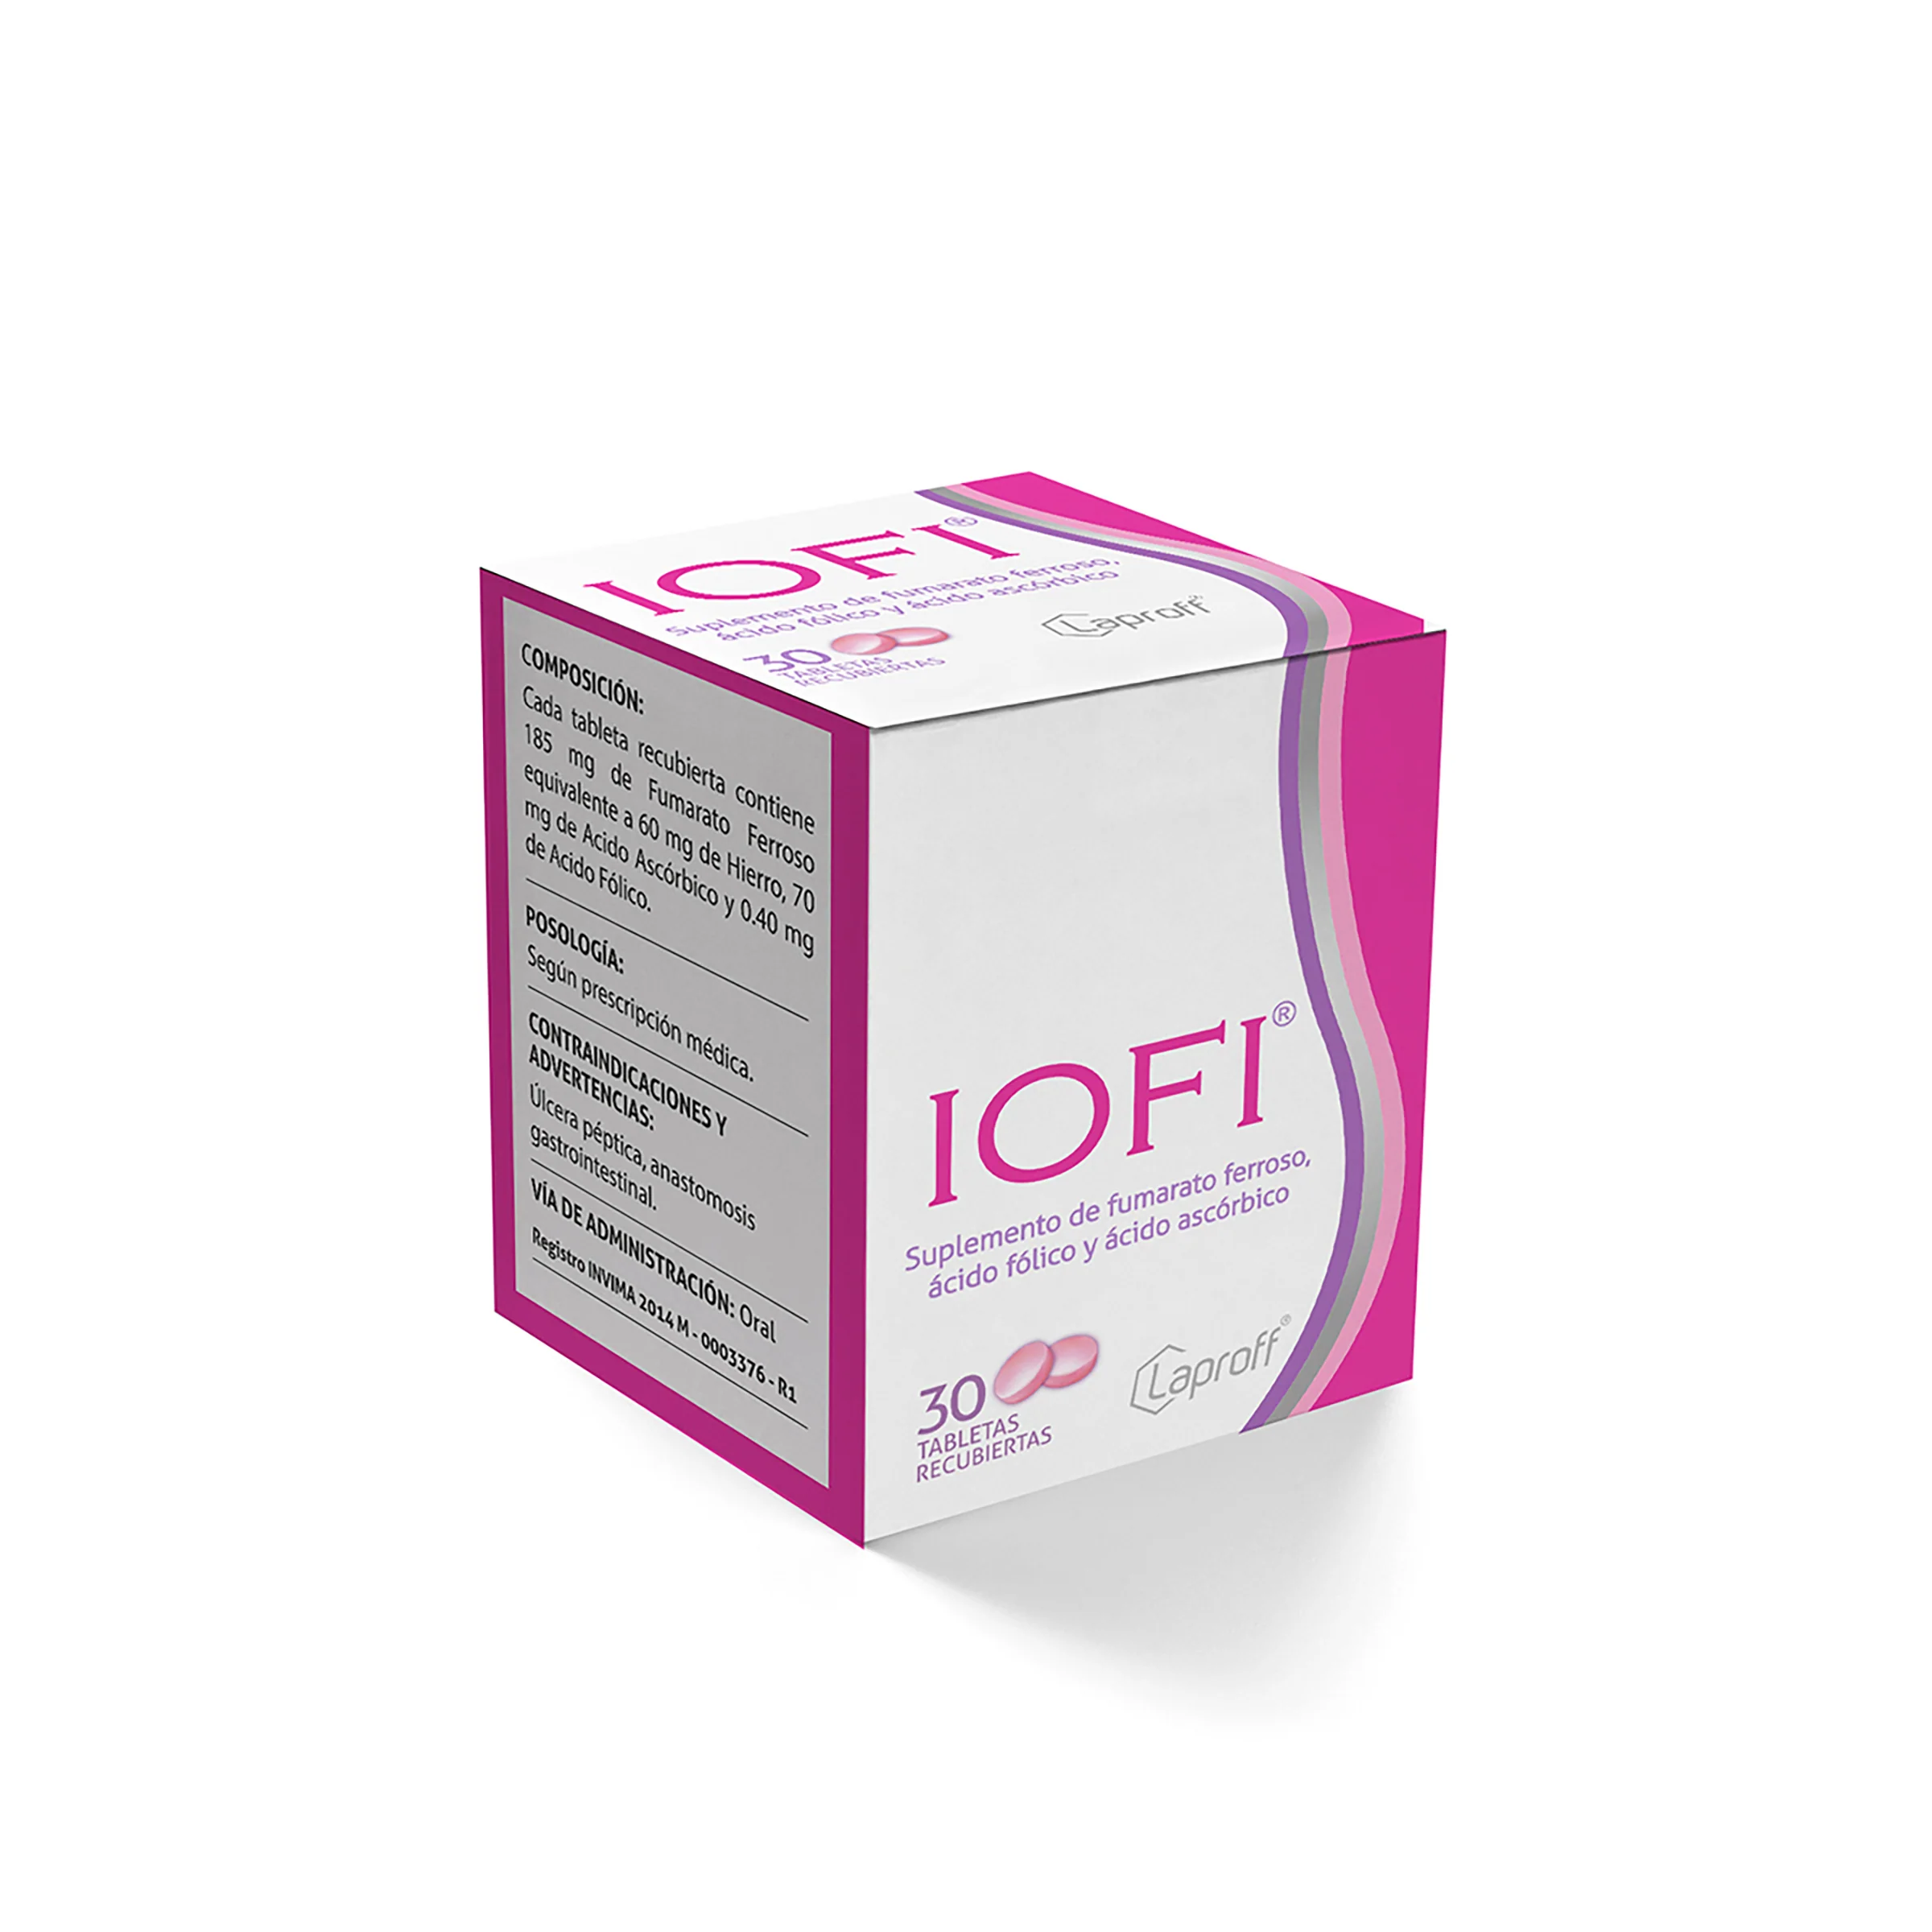 IOFI®
Suplemento de fumarato ferroso,
ácido fólico y ácido ascórbico
30
TABLETAS
RECUBIERTAS
Laproff®
COMPOSICIÓN:
Cada tableta recubierta contiene
185 mg de Fumarato Ferroso
equivalente a 60 mg de Hierro, 70
mg de Acido Ascórbico y 0.40 mg
de Acido Fólico.
POSOLOGÍA:
Según prescripción médica.
CONTRAINDICACIONES Y
ADVERTENCIAS:
Úlcera péptica, anastomosis
gastrointestinal.
VÍA DE ADMINISTRACIÓN: Oral
Registro INVIMA 2014 M - 0003376 - R1
IOFI®
Suplemento de fumarato ferroso,
ácido fólico y ácido ascórbico
30
TABLETAS
RECUBIERTAS
Laproff®